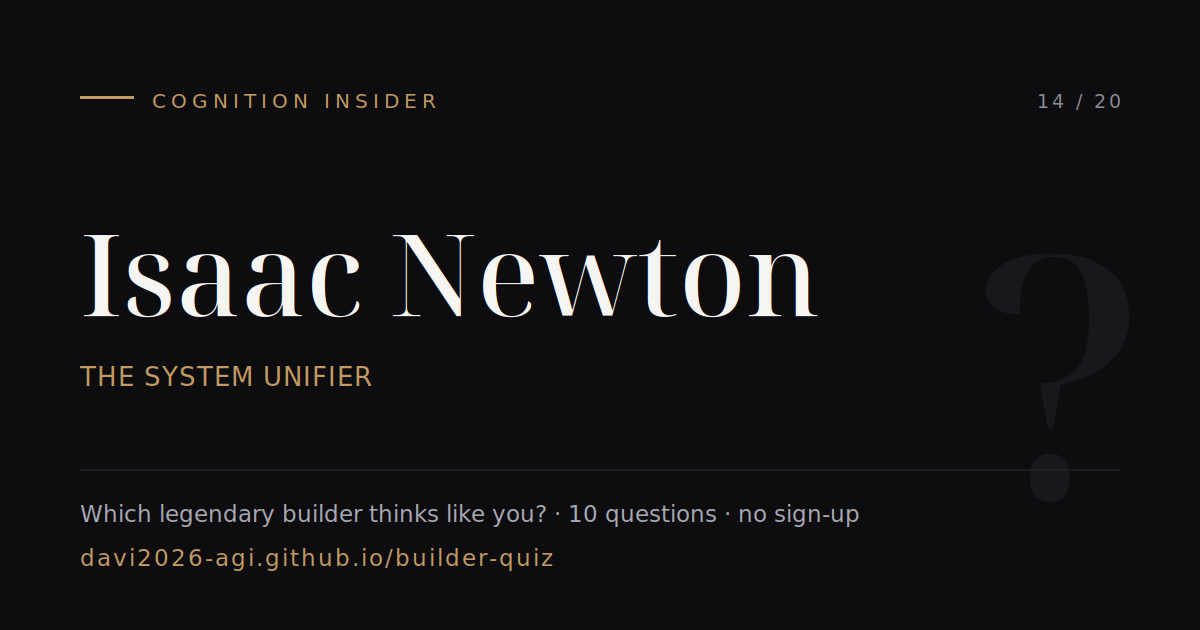 COGNITION INSIDER
14 / 20
Isaac Newton
THE SYSTEM UNIFIER
?
Which legendary builder thinks like you? · 10 questions · no sign-up
davi2026-agi.github.io/builder-quiz